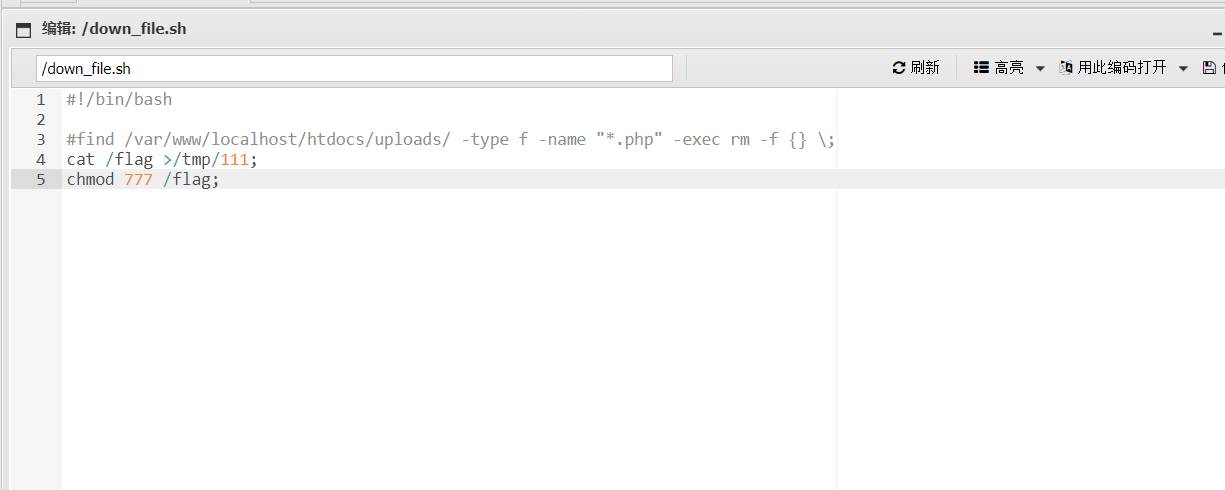 编辑: /down_file.sh
/down_file.sh 刷新 高亮 用此编码打开
1 #!/bin/bash
2
3 #find /var/www/localhost/htdocs/uploads/ -type f -name "*.php" -exec rm -f {} \;
4 cat /flag >/tmp/111;
5 chmod 777 /flag;